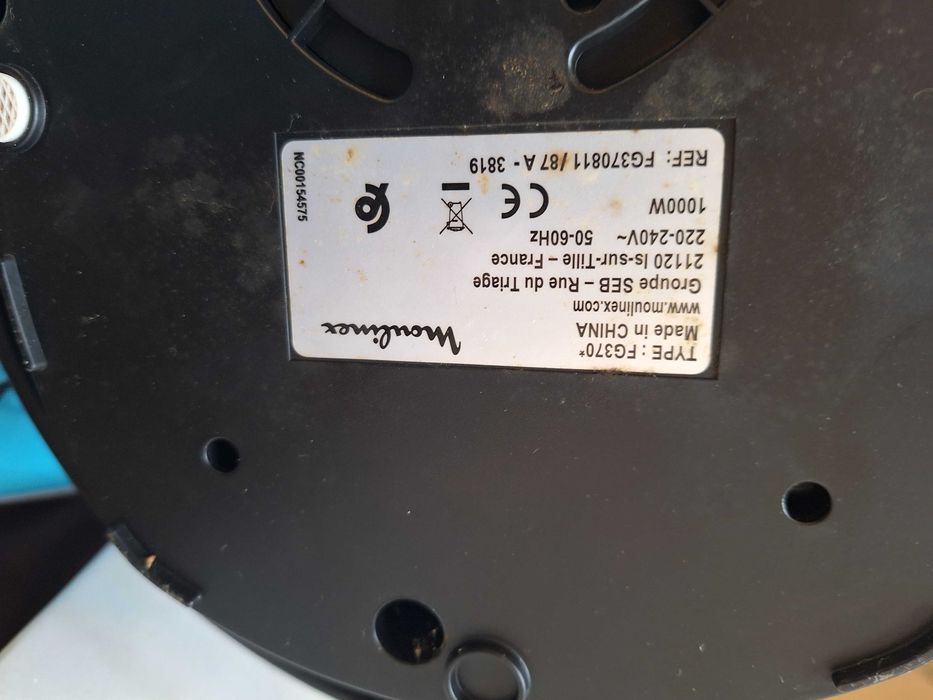 TYPE : FG370*
Made in CHINA
www.moulinex.com
Groupe SEB – Rue du Triage
21120 Is-sur-Tille – France
220-240V~ 50-60Hz
1000W
REF: FG370811 / 87 A - 3819
Moulinex
CE
NC00154575